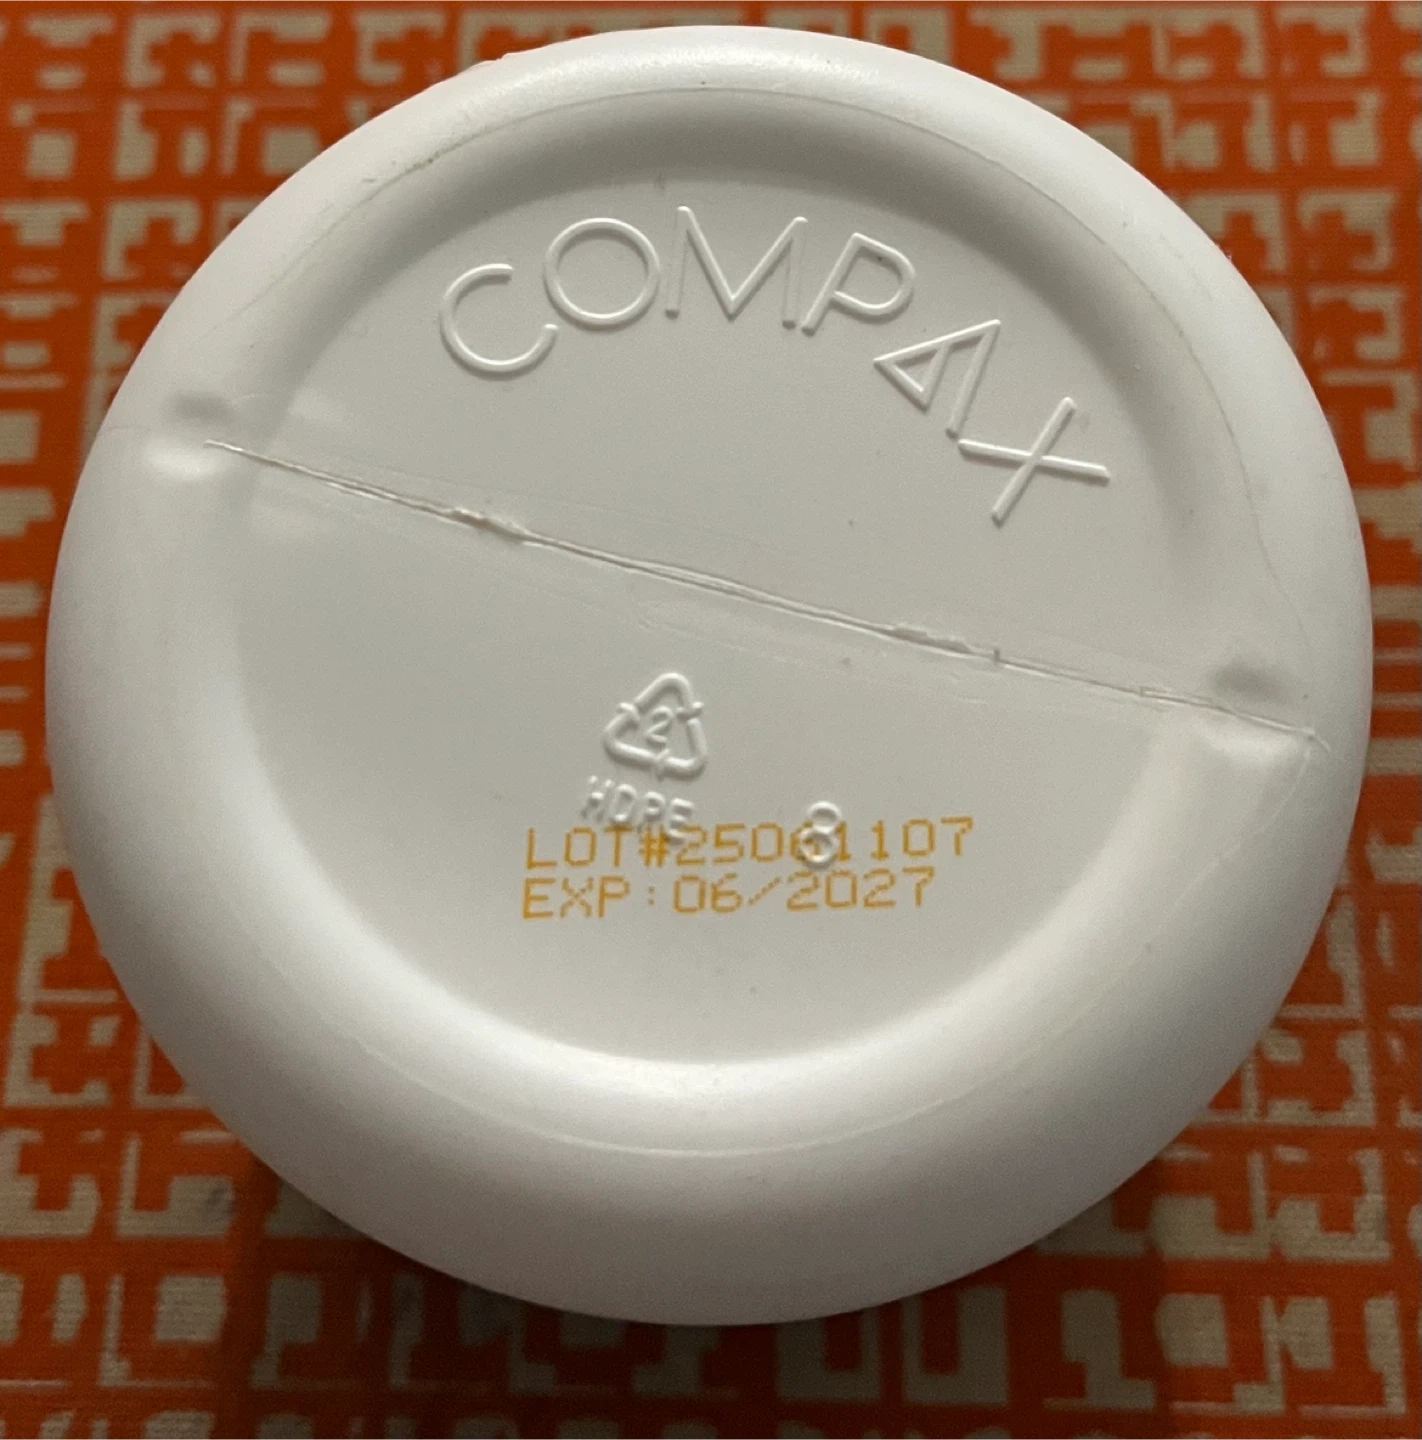 COMPAX
2
HDPE 8
LOT#25061107
EXP:06/2027